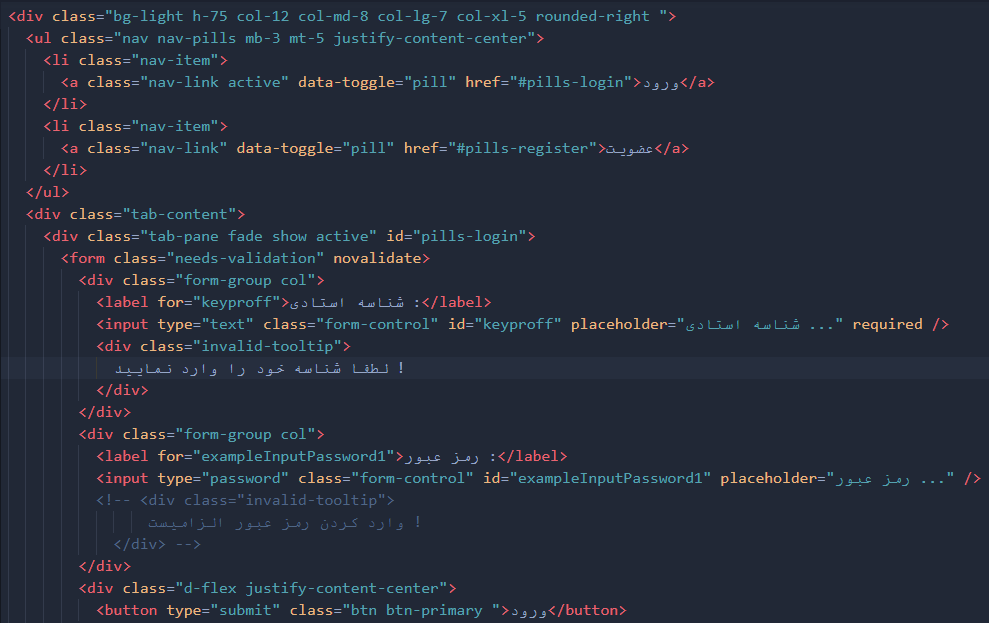 <div class="bg-light h-75 col-12 col-md-8 col-lg-7 col-xl-5 rounded-right ">
<ul class="nav nav-pills mb-3 mt-5 justify-content-center">
<li class="nav-item">
<a class="nav-link active" data-toggle="pill" href="#pills-login">ورود</a>
</li>
<li class="nav-item">
<a class="nav-link" data-toggle="pill" href="#pills-register">عضویت</a>
</li>
</ul>
<div class="tab-content">
<div class="tab-pane fade show active" id="pills-login">
<form class="needs-validation" novalidate>
<div class="form-group col">
<label for="keyproff">شناسه استادی :</label>
<input type="text" class="form-control" id="keyproff" placeholder="شناسه استادی ..." required />
<div class="invalid-tooltip">
لطفا شناسه خود را وارد نمایید !
</div>
</div>
<div class="form-group col">
<label for="exampleInputPassword1">رمز عبور :</label>
<input type="password" class="form-control" id="exampleInputPassword1" placeholder="رمز عبور ..." />
<!-- <div class="invalid-tooltip">
وارد کردن رمز عبور الزامیست !
</div> -->
</div>
<div class="d-flex justify-content-center">
<button type="submit" class="btn btn-primary ">ورود</button>